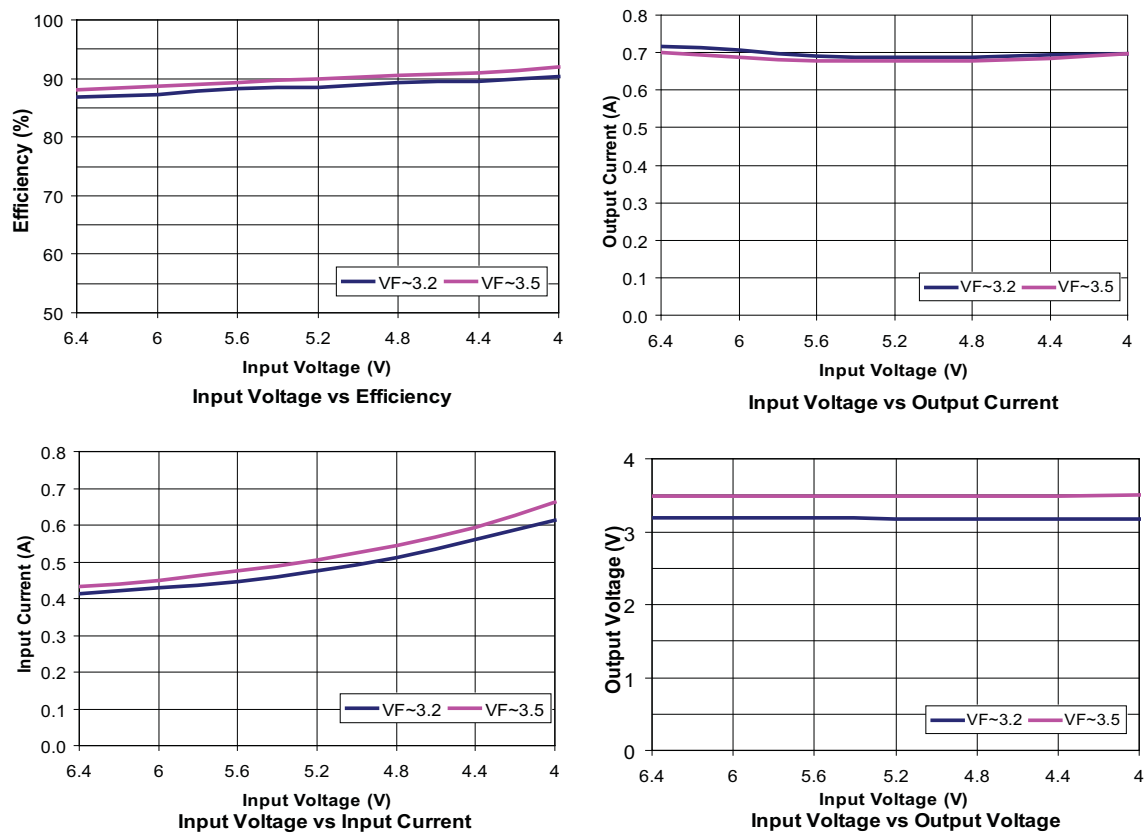 100
90
80
70
60
50
Efficiency (%)
VF~3.2 VF~3.5
6.4 6 5.6 5.2 4.8 4.4 4
Input Voltage (V)
Input Voltage vs Efficiency
0.8
0.7
0.6
0.5
0.4
0.3
0.2
0.1
0.0
Output Current (A)
VF~3.2 VF~3.5
6.4 6 5.6 5.2 4.8 4.4 4
Input Voltage (V)
Input Voltage vs Output Current
0.8
0.7
0.6
0.5
0.4
0.3
0.2
0.1
0.0
Input Current (A)
VF~3.2 VF~3.5
6.4 6 5.6 5.2 4.8 4.4 4
Input Voltage (V)
Input Voltage vs Input Current
4
3
2
1
0
Output Voltage (V)
VF~3.2 VF~3.5
6.4 6 5.6 5.2 4.8 4.4 4
Input Voltage (V)
Input Voltage vs Output Voltage